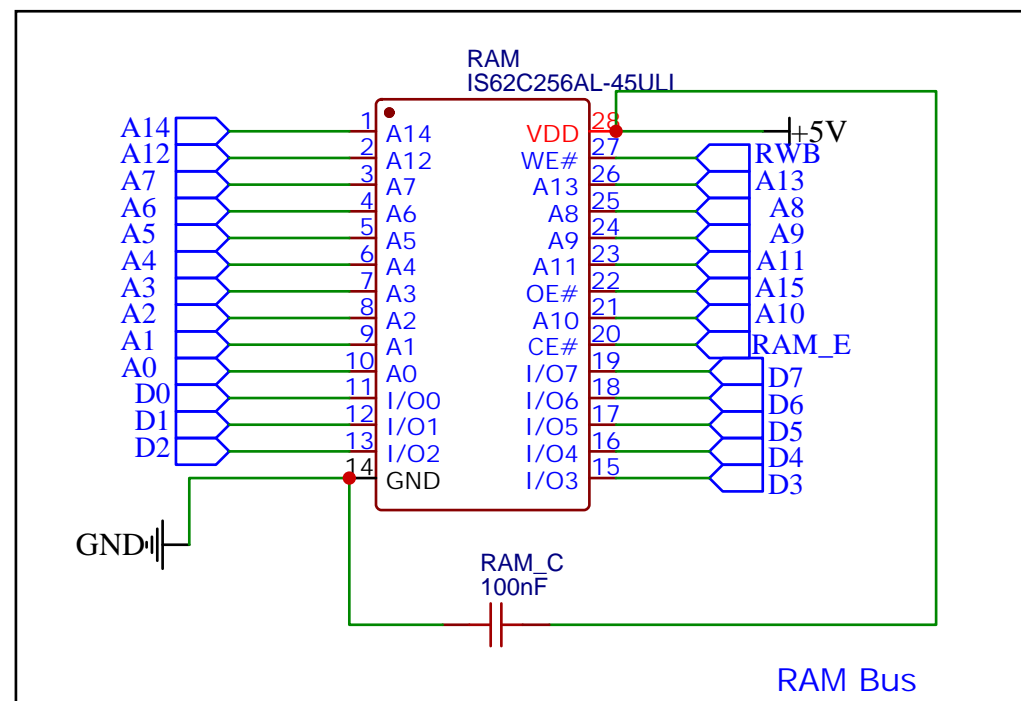 RAM
IS62C256AL-45ULI
A14 1 A14 VDD 28 +5V
A12 2 A12 WE# 27 RWB
A7 3 A7 A13 26 A13
A6 4 A6 A8 25 A8
A5 5 A5 A9 24 A9
A4 6 A4 A11 23 A11
A3 7 A3 OE# 22 A15
A2 8 A2 A10 21 A10
A1 9 A1 CE# 20 RAM_E
A0 10 A0 I/O7 19 D7
D0 11 I/O0 I/O6 18 D6
D1 12 I/O1 I/O5 17 D5
D2 13 I/O2 I/O4 16 D4
14 GND I/O3 15 D3
GND
RAM_C
100nF
RAM Bus